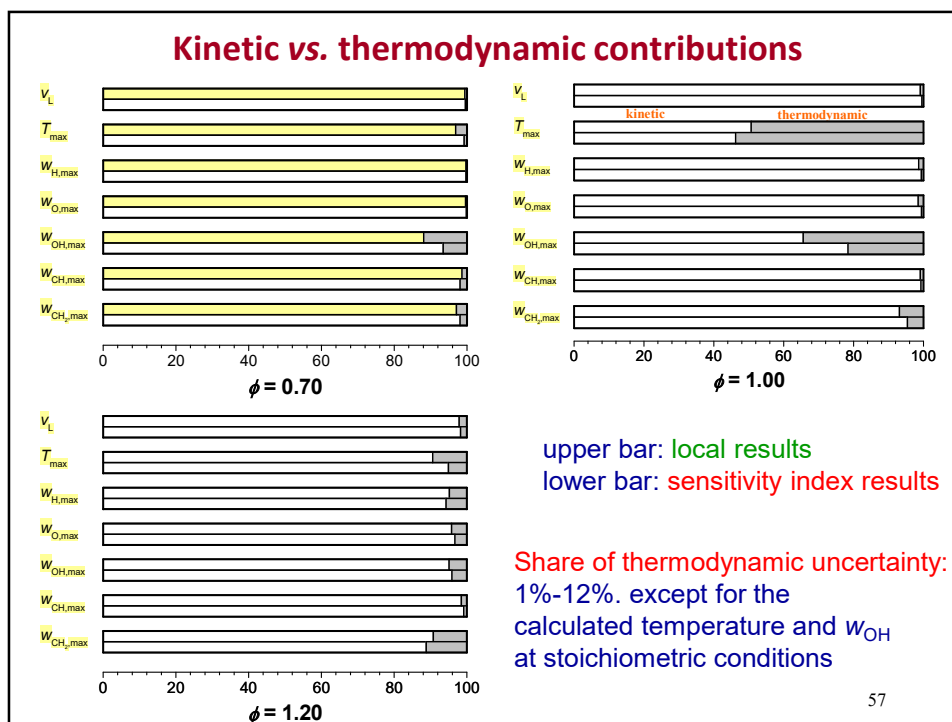 Kinetic vs. thermodynamic contributions
vL
Tmax
wH,max
wO,max
wOH,max
wCH,max
wCH2,max
0 20 40 60 80 100
ϕ = 0.70
vL
kinetic thermodynamic
Tmax
wH,max
wO,max
wOH,max
wCH,max
wCH2,max
0 20 40 60 80 100
ϕ = 1.00
vL
Tmax
wH,max
wO,max
wOH,max
wCH,max
wCH2,max
0 20 40 60 80 100
ϕ = 1.20
upper bar: local results
lower bar: sensitivity index results
Share of thermodynamic uncertainty:
1%-12%. except for the
calculated temperature and wOH
at stoichiometric conditions
57